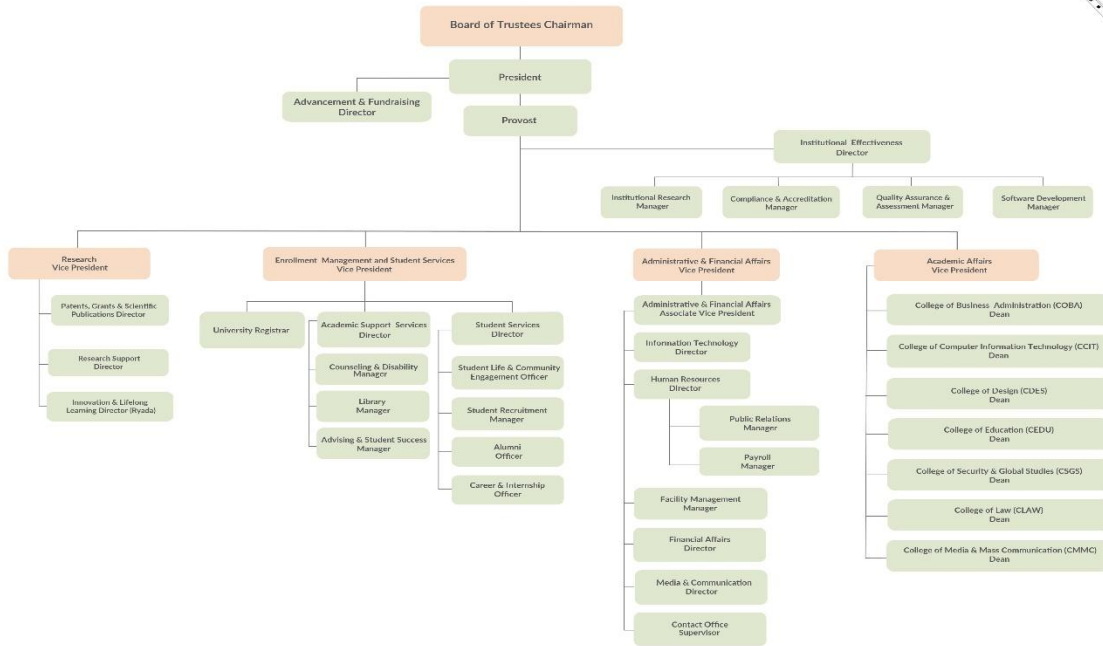 Board of Trustees Chairman
President
Advancement & Fundraising
Director
Provost
Institutional Effectiveness
Director
Institutional Research
Manager
Compliance & Accreditation
Manager
Quality Assurance &
Assessment Manager
Software Development
Manager
Research
Vice President
Enrollment Management and Student Services
Vice President
Administrative & Financial Affairs
Vice President
Academic Affairs
Vice President
Patents, Grants & Scientific
Publications Director
Research Support
Director
Innovation & Lifelong
Learning Director (Ryada)
University Registrar
Academic Support Services
Director
Counseling & Disability
Manager
Library
Manager
Advising & Student Success
Manager
Student Services
Director
Student Life & Community
Engagement Officer
Student Recruitment
Manager
Alumni
Officer
Career & Internship
Officer
Administrative & Financial Affairs
Associate Vice President
Information Technology
Director
Human Resources
Director
Public Relations
Manager
Payroll
Manager
Facility Management
Manager
Financial Affairs
Director
Media & Communication
Director
Contact Office
Supervisor
College of Business Administration (COBA)
Dean
College of Computer Information Technology (CCIT)
Dean
College of Design (CDES)
Dean
College of Education (CEDU)
Dean
College of Security & Global Studies (CSGS)
Dean
College of Law (CLAW)
Dean
College of Media & Mass Communication (CMMC)
Dean